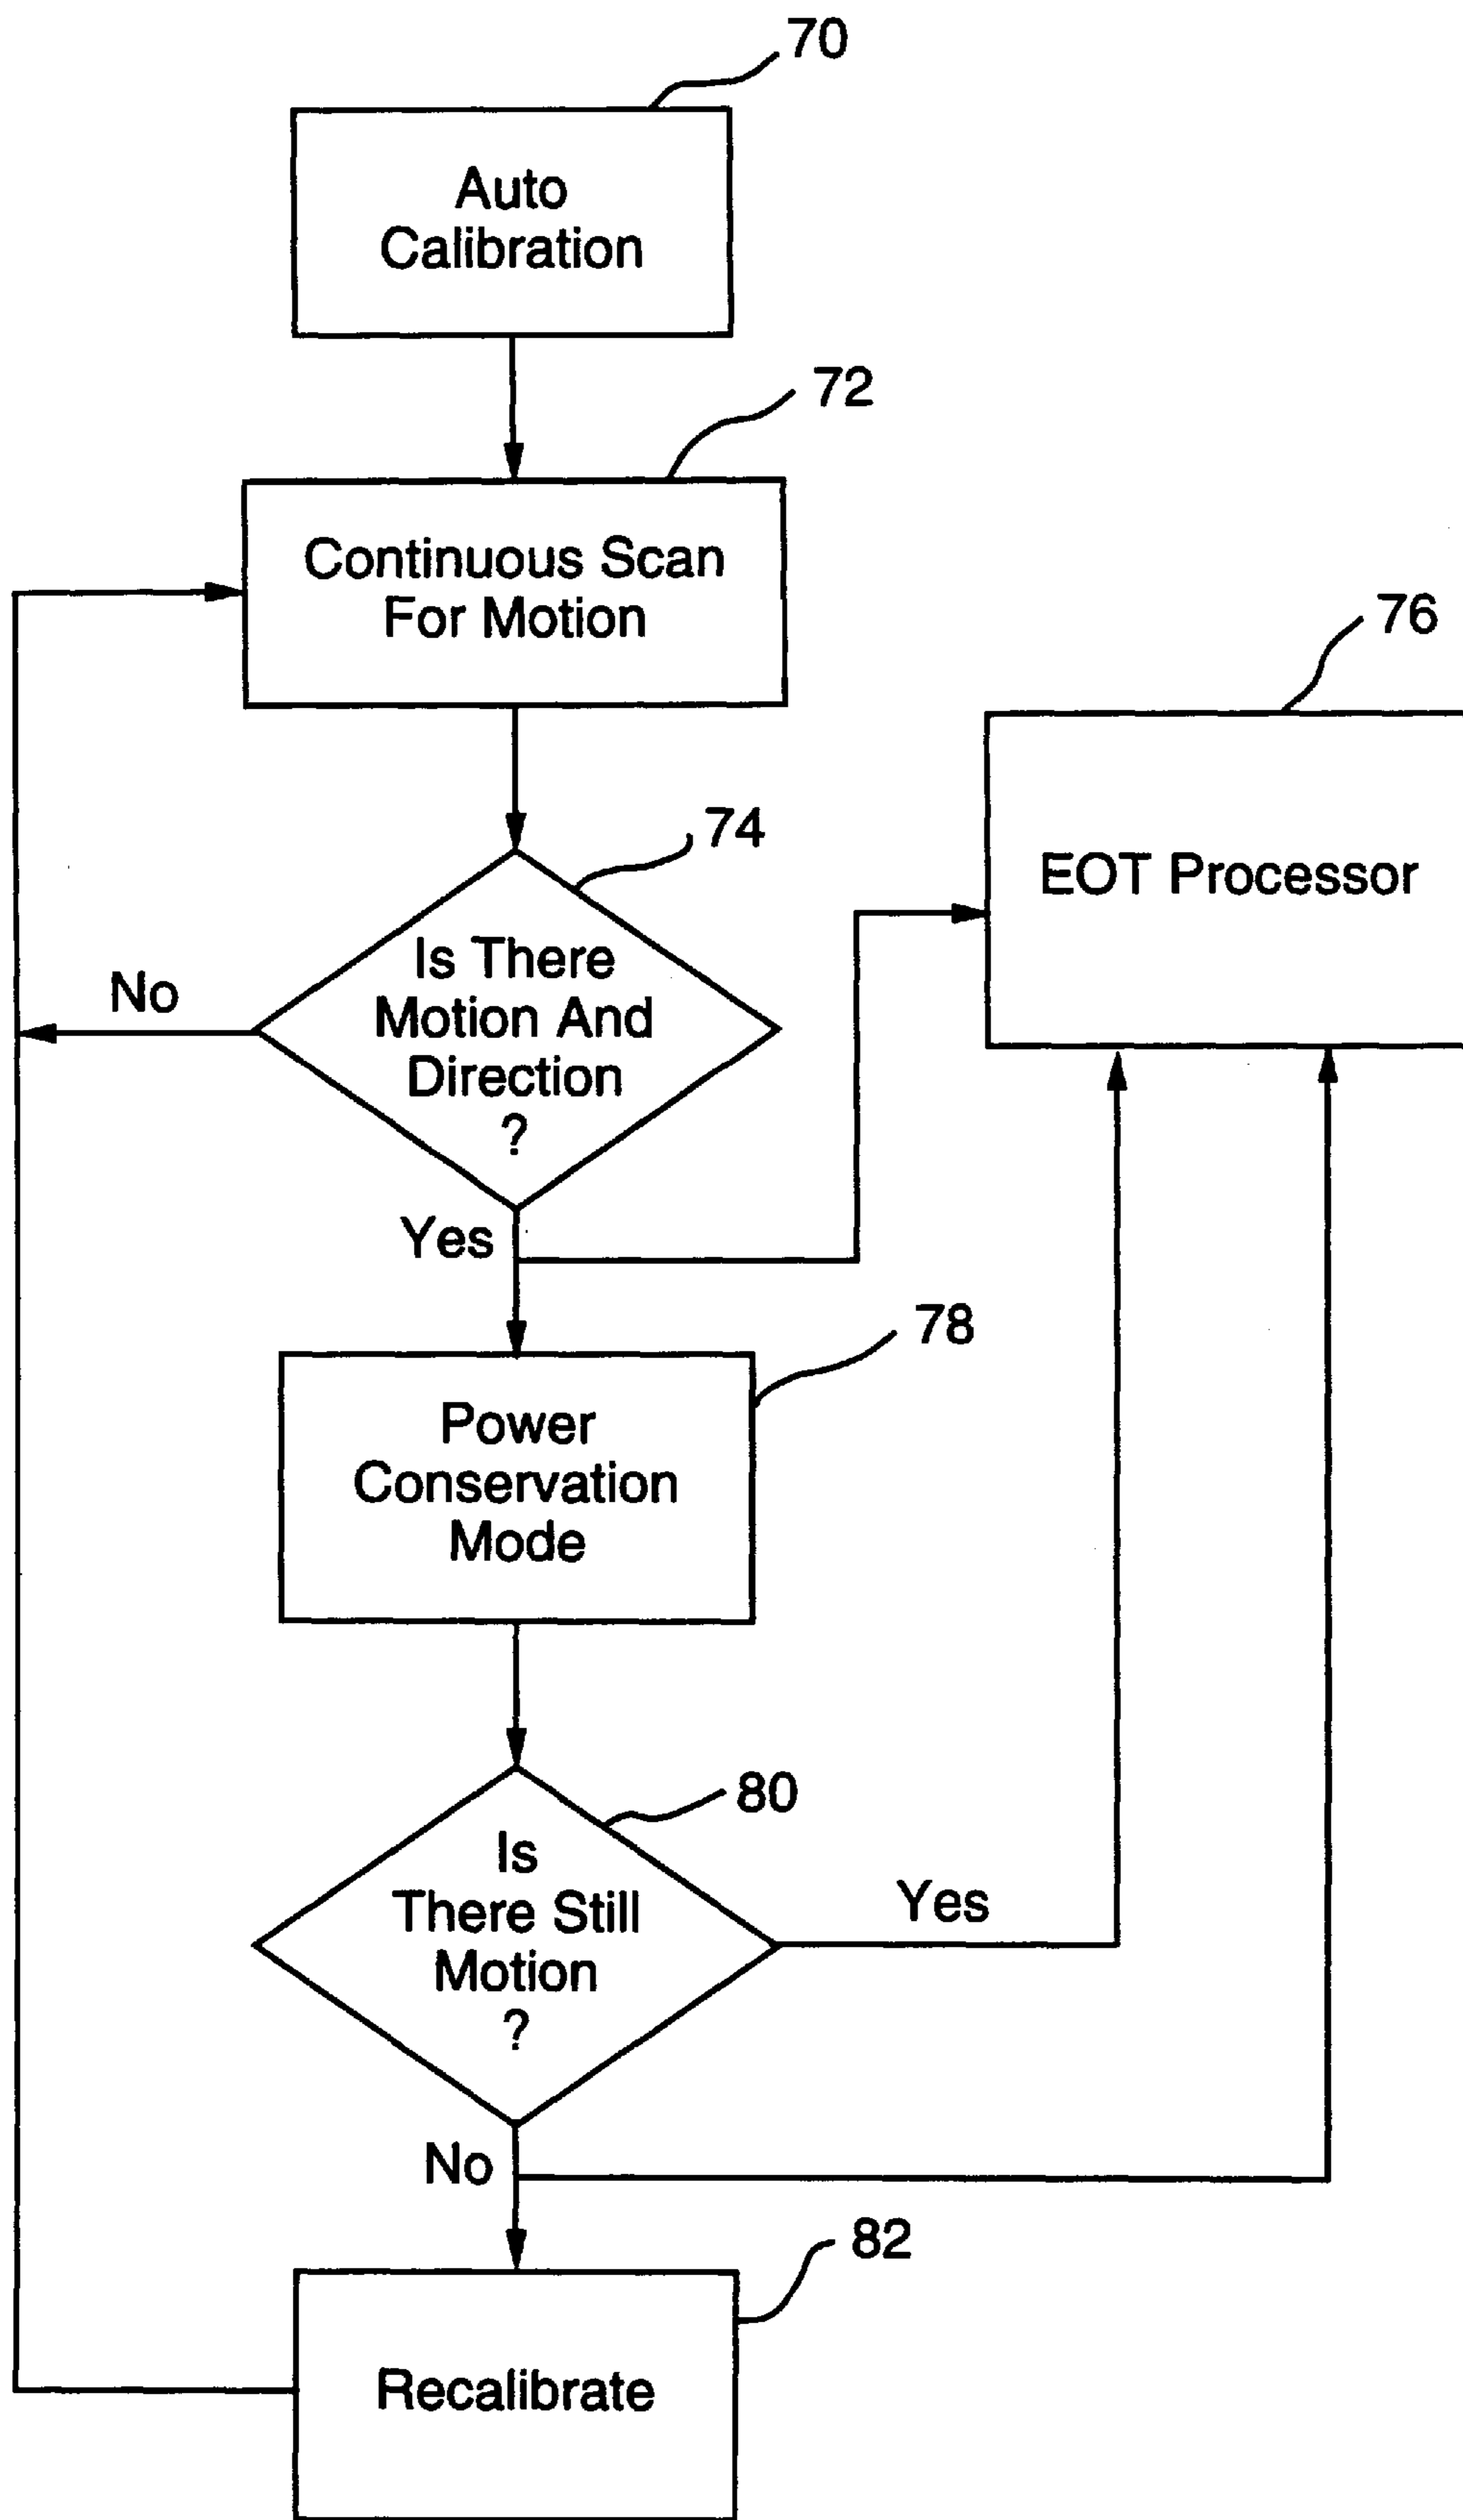 70
Auto
Calibration
72
Continuous Scan
For Motion
76
EOT Processor
74
Is There
Motion And
Direction
?
No
Yes
78
Power
Conservation
Mode
80
Is
There Still
Motion
?
Yes
No
82
Recalibrate